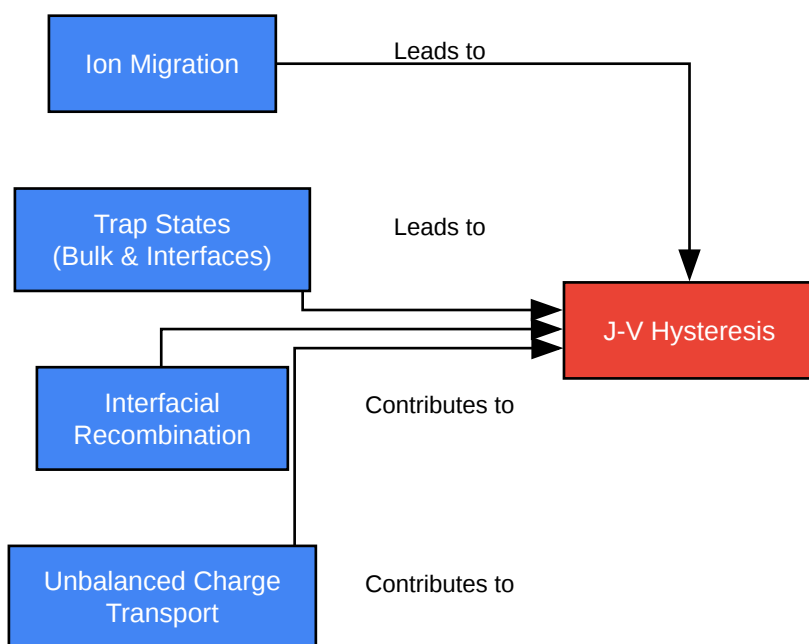 Ion Migration
Leads to
Trap States
(Bulk & Interfaces)
Leads to
J-V Hysteresis
Interfacial
Recombination
Contributes to
Unbalanced Charge
Transport
Contributes to